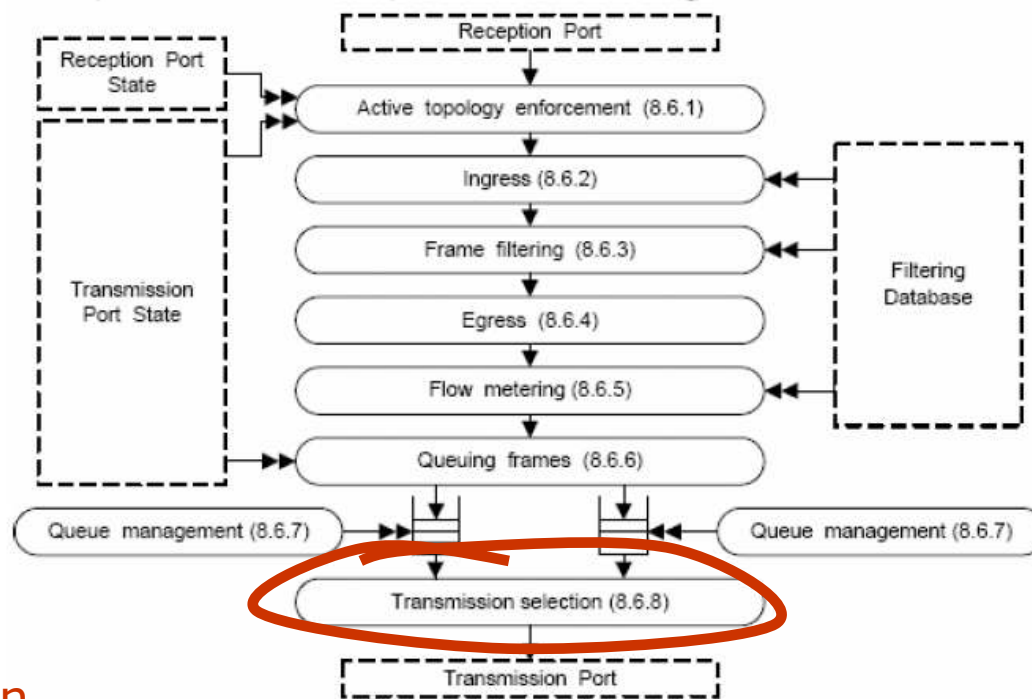 Reception Port
Reception Port
State
Active topology enforcement (8.6.1)
Ingress (8.6.2)
Frame filtering (8.6.3)
Filtering
Database
Transmission
Port State
Egress (8.6.4)
Flow metering (8.6.5)
Queuing frames (8.6.6)
Queue management (8.6.7)
Queue management (8.6.7)
Transmission selection (8.6.8)
Transmission Port